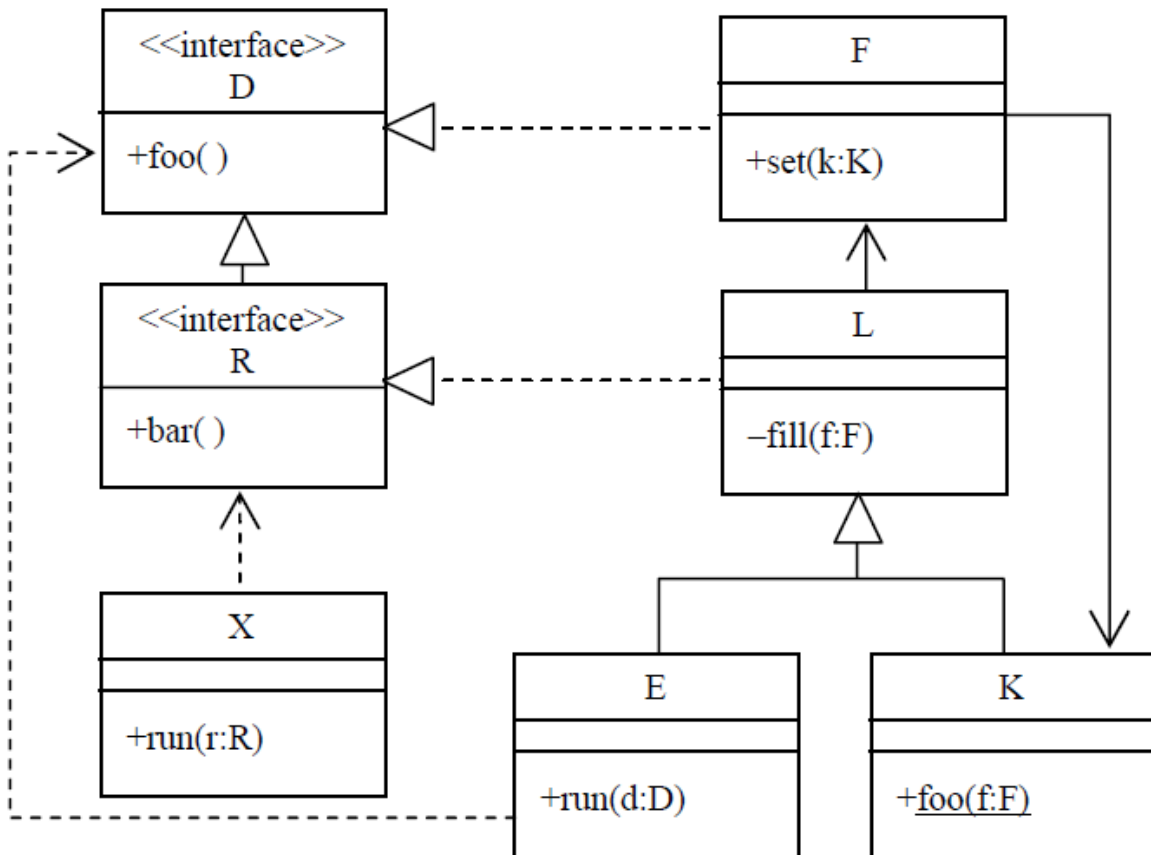 <<interface>>
D
+foo( )
F
+set(k:K)
<<interface>>
R
+bar( )
L
–fill(f:F)
X
+run(r:R)
E
+run(d:D)
K
+foo(f:F)